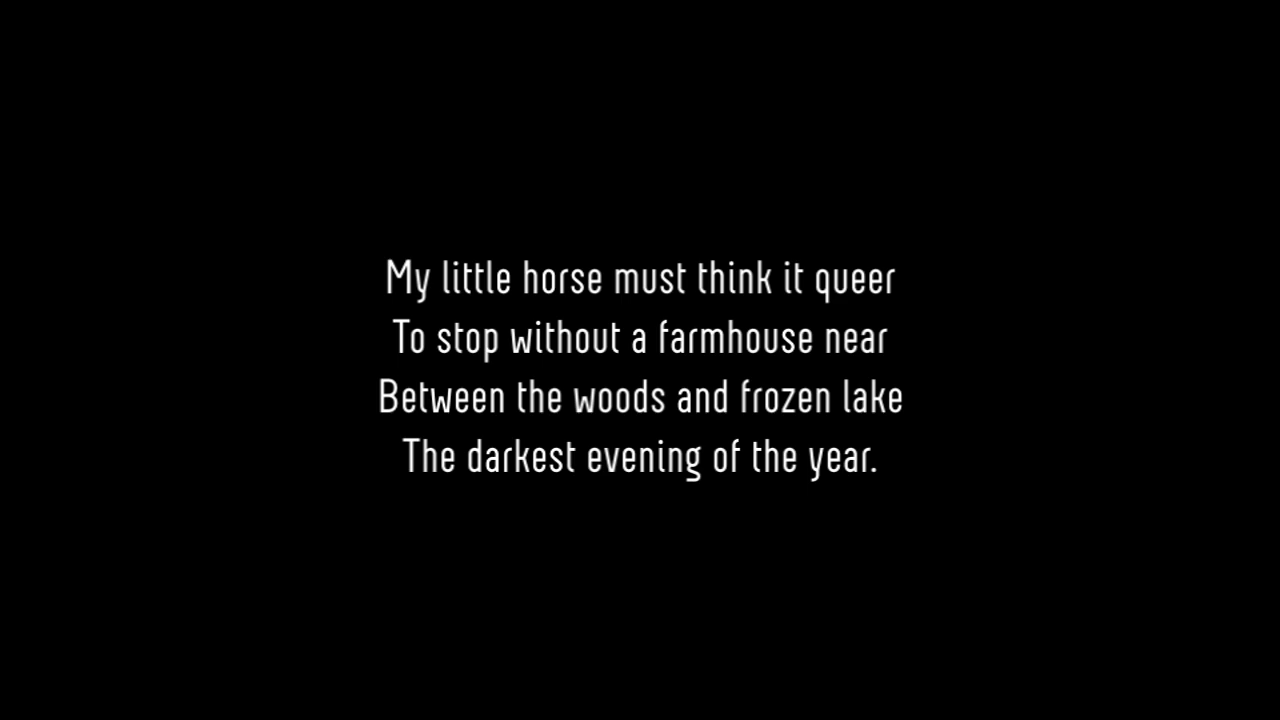 My little horse must think it queer
To stop without a farmhouse near
Between the woods and frozen lake
The darkest evening of the year.